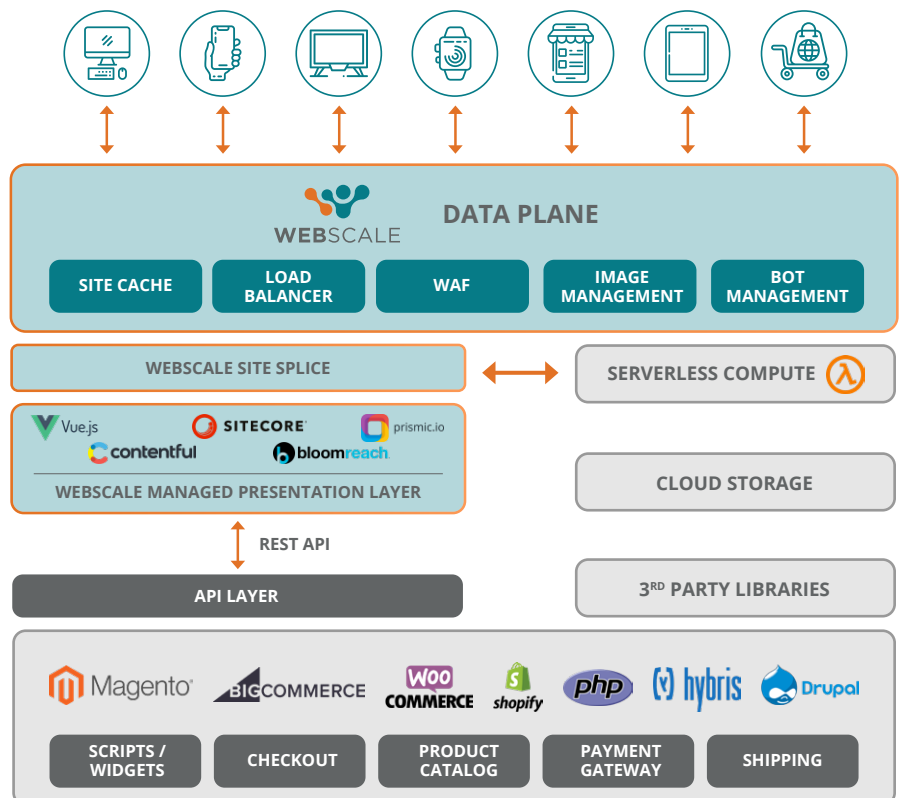 WEBSCALE
DATA PLANE
SITE CACHE
LOAD
BALANCER
WAF
IMAGE
MANAGEMENT
BOT
MANAGEMENT
WEBSCALE SITE SPLICE
SERVERLESS COMPUTE λ
Vue.js
SITECORE
prismic.io
contentful
bloomreach
WEBSCALE MANAGED PRESENTATION LAYER
CLOUD STORAGE
REST API
API LAYER
3RD PARTY LIBRARIES
Magento
BIGCOMMERCE
WOO
COMMERCE
shopify
php
hybris
Drupal
SCRIPTS /
WIDGETS
CHECKOUT
PRODUCT
CATALOG
PAYMENT
GATEWAY
SHIPPING